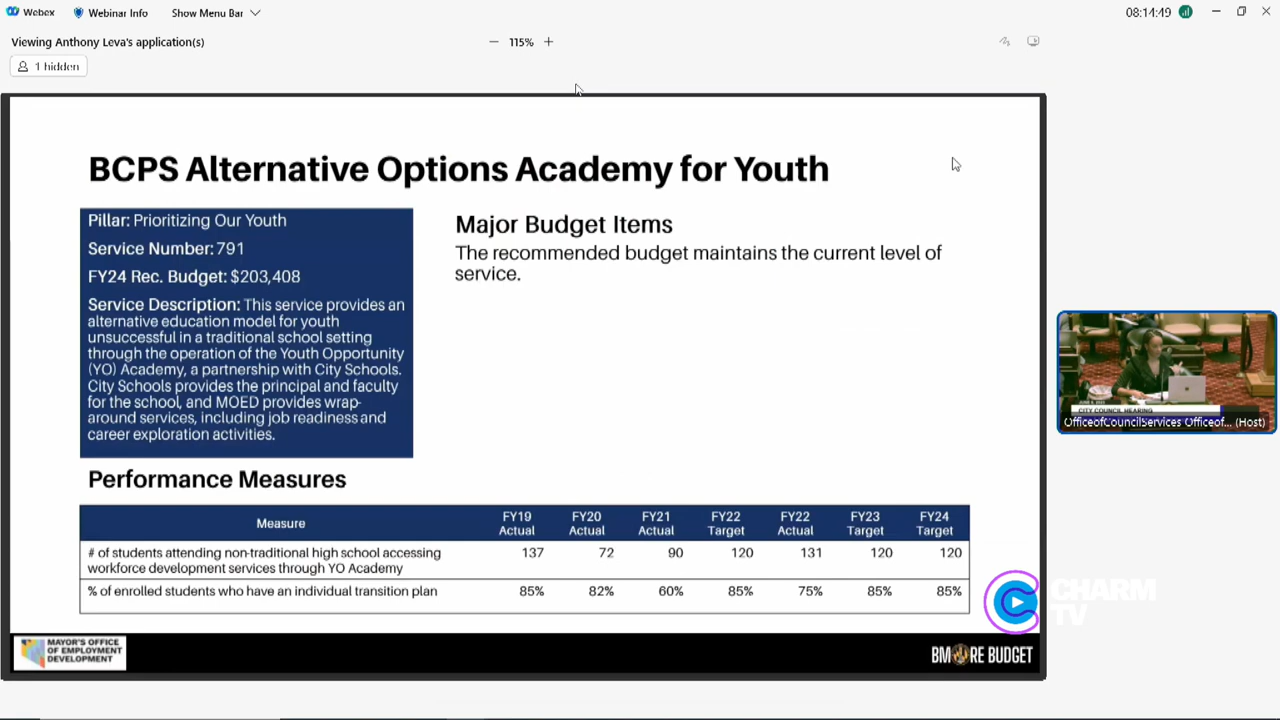 Webex Webinar Info Show Menu Bar 08:14:49
Viewing Anthony Leva's application(s) 115%
1 hidden
BCPS Alternative Options Academy for Youth
Pillar: Prioritizing Our Youth
Service Number: 791
FY24 Rec. Budget: $203,408
Service Description: This service provides an
alternative education model for youth
unsuccessful in a traditional school setting
through the operation of the Youth Opportunity
(YO) Academy, a partnership with City Schools.
City Schools provides the principal and faculty
for the school, and MOED provides wrap-
around services, including job readiness and
career exploration activities.
Major Budget Items
The recommended budget maintains the current level of
service.
CITY COUNCIL HEARING
OfficeofCouncilServices Officeof... (Host)
Performance Measures
Measure FY19 Actual FY20 Actual FY21 Actual FY22 Target FY22 Actual FY23 Target FY24 Target
# of students attending non-traditional high school accessing
workforce development services through YO Academy 137 72 90 120 131 120 120
% of enrolled students who have an individual transition plan 85% 82% 60% 85% 75% 85% 85%
CHARM
TV
MAYOR'S OFFICE
OF EMPLOYMENT
DEVELOPMENT
BMORE BUDGET